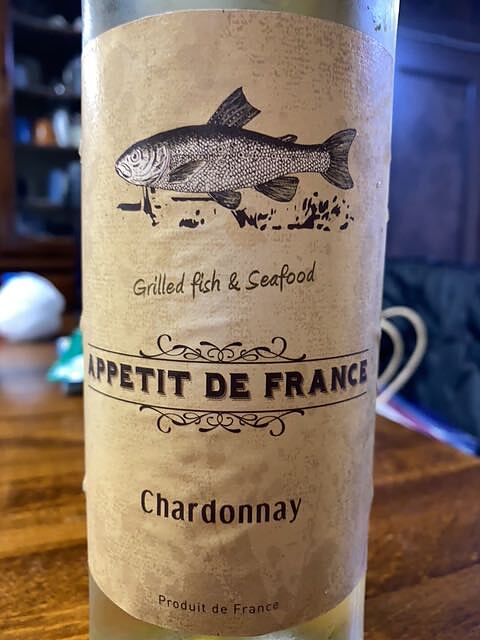 Grilled fish & Seafood
APPETIT DE FRANCE
Chardonnay
Produit de France